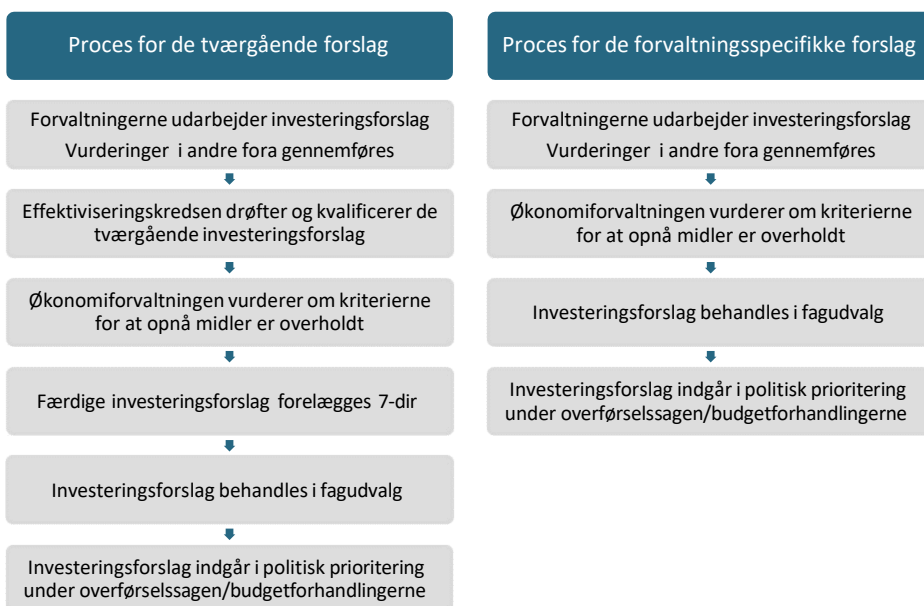 Proces for de tværgående forslag
Forvaltningerne udarbejder investeringsforslag
Vurderinger i andre fora gennemføres
Effektiviseringskredsen drøfter og kvalificerer de
tværgående investeringsforslag
Økonomiforvaltningen vurderer om kriterierne
for at opnå midler er overholdt
Færdige investeringsforslag forelægges 7-dir
Investeringsforslag behandles i fagudvalg
Investeringsforslag indgår i politisk prioritering
under overførselssagen/budgetforhandlingerne
Proces for de forvaltningsspecifikke forslag
Forvaltningerne udarbejder investeringsforslag
Vurderinger i andre fora gennemføres
Økonomiforvaltningen vurderer om kriterierne
for at opnå midler er overholdt
Investeringsforslag behandles i fagudvalg
Investeringsforslag indgår i politisk prioritering
under overførselssagen/budgetforhandlingerne